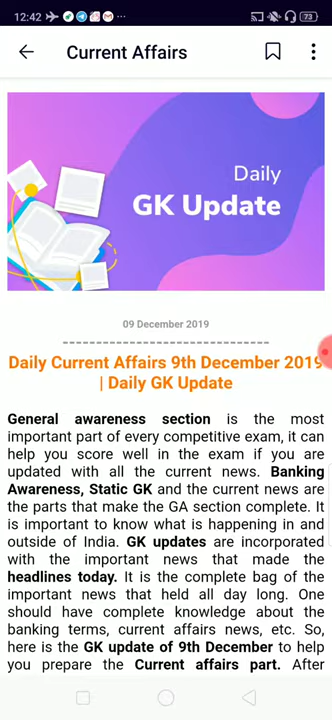 12:42
73
Current Affairs
Daily
GK Update
09 December 2019
------------------------------
Daily Current Affairs 9th December 2019
| Daily GK Update
General awareness section is the most
important part of every competitive exam, it can
help you score well in the exam if you are
updated with all the current news. Banking
Awareness, Static GK and the current news are
the parts that make the GA section complete. It
is important to know what is happening in and
outside of India. GK updates are incorporated
with the important news that made the
headlines today. It is the complete bag of the
important news that held all day long. One
should have complete knowledge about the
banking terms, current affairs news, etc. So,
here is the GK update of 9th December to help
you prepare the Current affairs part. After